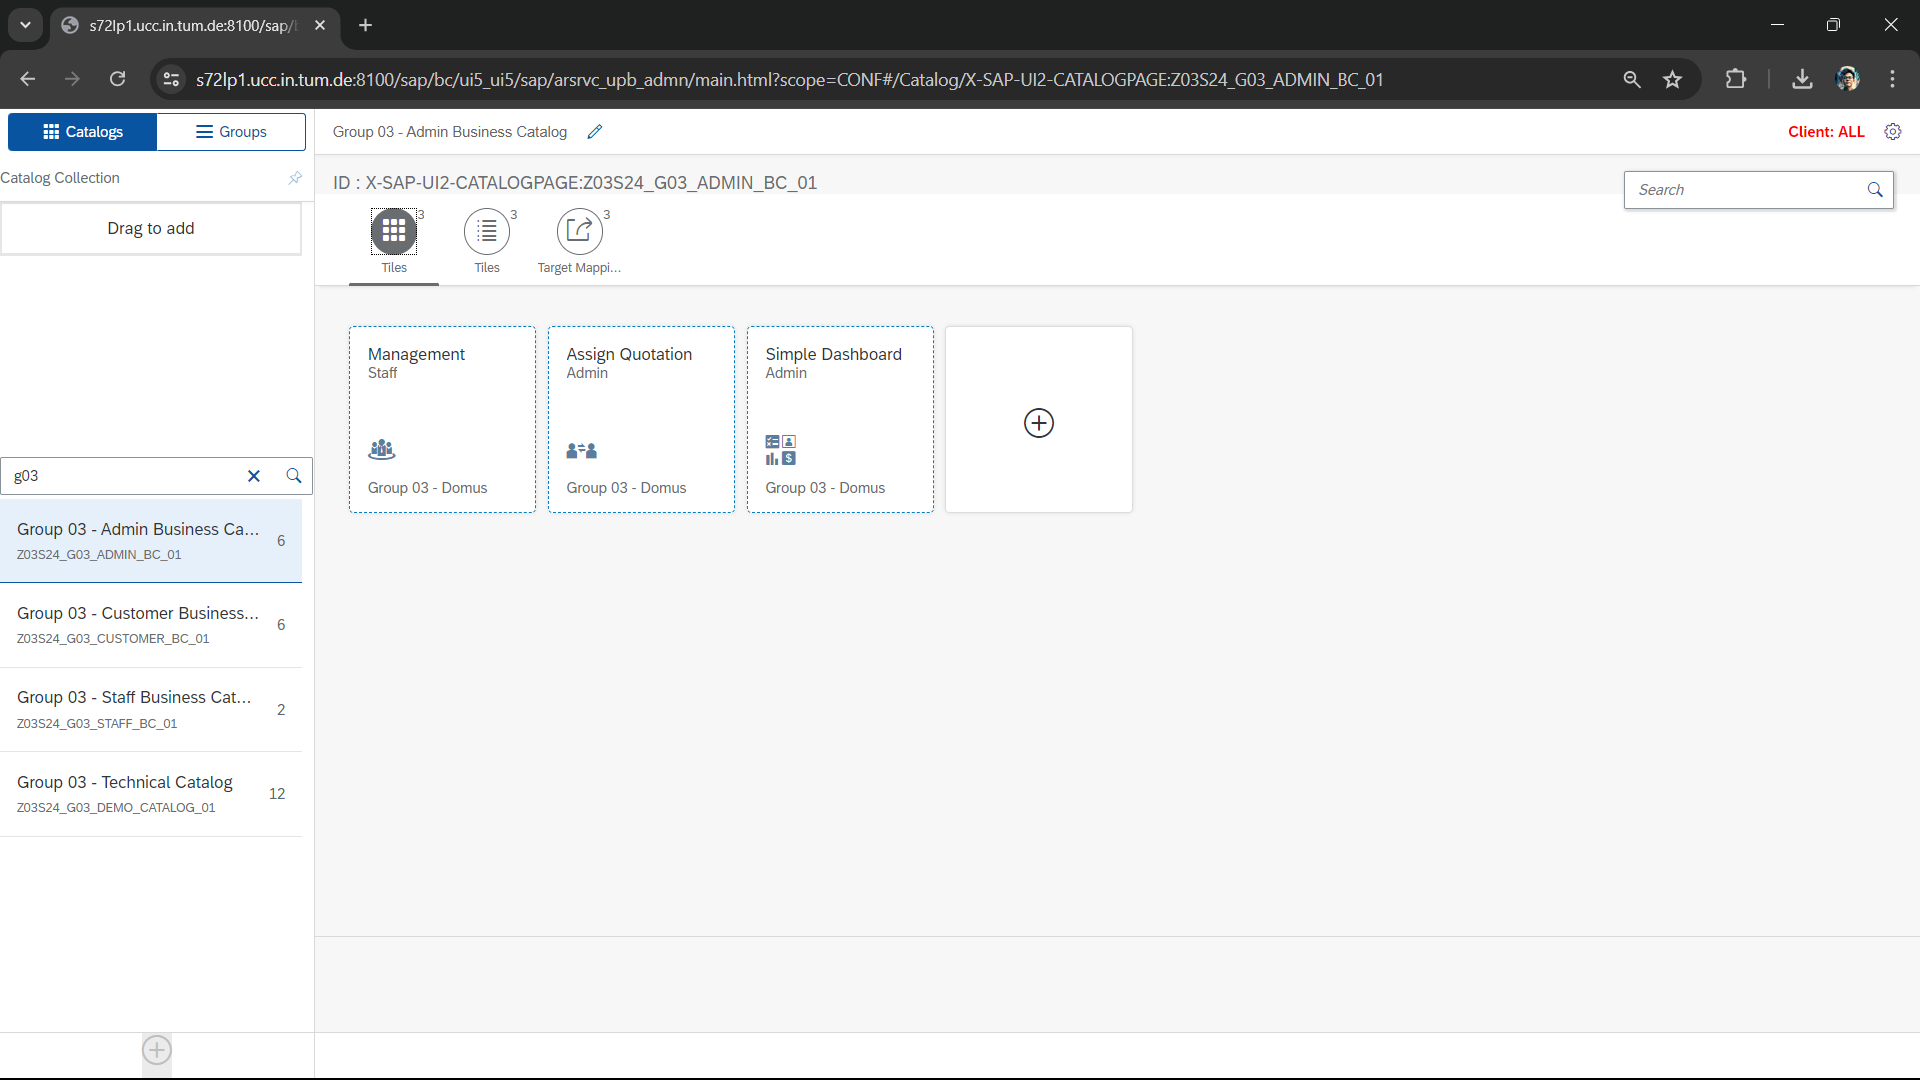 s72lp1.ucc.in.tum.de:8100/sap/
s72lp1.ucc.in.tum.de:8100/sap/bc/ui5_ui5/sap/arsrvc_upb_admn/main.html?scope=CONF#/Catalog/X-SAP-UI2-CATALOGPAGE:Z03S24_G03_ADMIN_BC_01
Catalogs
Groups
Group 03 - Admin Business Catalog
Client: ALL
Catalog Collection
ID : X-SAP-UI2-CATALOGPAGE:Z03S24_G03_ADMIN_BC_01
Search
Drag to add
3
3
3
Tiles
Tiles
Target Mappi...
Management
Staff
Group 03 - Domus
Assign Quotation
Admin
Group 03 - Domus
Simple Dashboard
Admin
Group 03 - Domus
g03
Group 03 - Admin Business Ca...
6
Z03S24_G03_ADMIN_BC_01
Group 03 - Customer Business...
6
Z03S24_G03_CUSTOMER_BC_01
Group 03 - Staff Business Cat...
2
Z03S24_G03_STAFF_BC_01
Group 03 - Technical Catalog
12
Z03S24_G03_DEMO_CATALOG_01